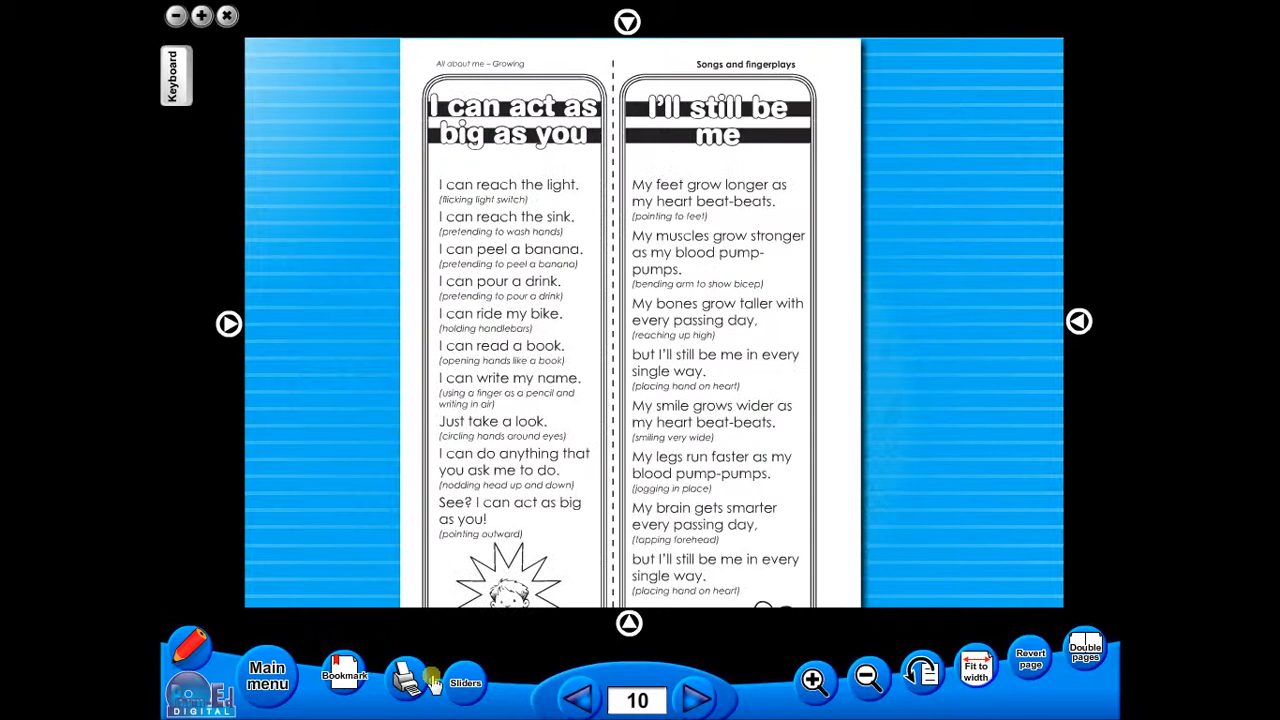 Keyboard
All about me – Growing
Songs and fingerplays
I can act as
big as you
I can reach the light.
(flicking light switch)
I can reach the sink.
(pretending to wash hands)
I can peel a banana.
(pretending to peel a banana)
I can pour a drink.
(pretending to pour a drink)
I can ride my bike.
(holding handlebars)
I can read a book.
(opening hands like a book)
I can write my name.
(using a finger as a pencil and
writing in air)
Just take a look.
(circling hands around eyes)
I can do anything that
you ask me to do.
(nodding head up and down)
See? I can act as big
as you!
(pointing outward)
I'll still be
me
My feet grow longer as
my heart beat-beats.
(pointing to feet)
My muscles grow stronger
as my blood pump-
pumps.
(bending arm to show bicep)
My bones grow taller with
every passing day,
(reaching up high)
but I'll still be me in every
single way.
(placing hand on heart)
My smile grows wider as
my heart beat-beats.
(smiling very wide)
My legs run faster as my
blood pump-pumps.
(jogging in place)
My brain gets smarter
every passing day,
(tapping forehead)
but I'll still be me in every
single way.
(placing hand on heart)
Main
menu
Bookmark
Sliders
10
Fit to
width
Revert
page
Double
pages
DIGITAL